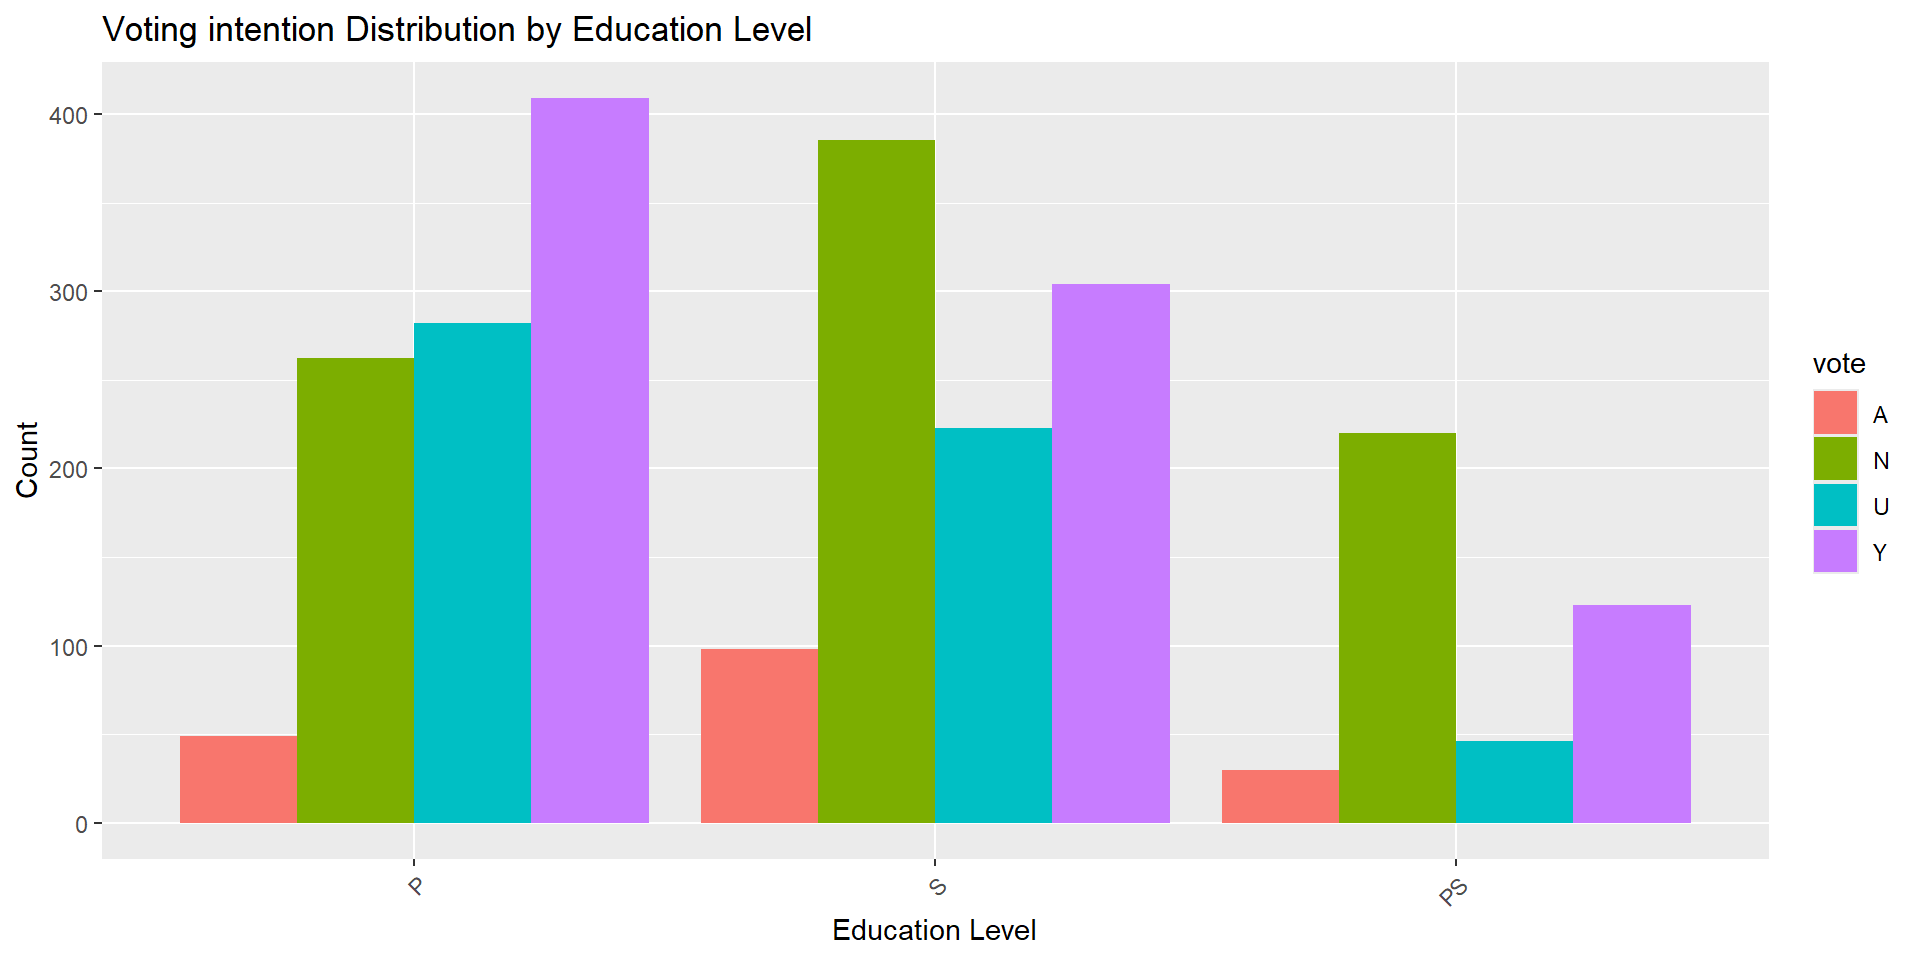 Voting intention Distribution by Education Level
Count
400
300
200
100
0
P
S
PS
Education Level
vote
A
N
U
Y